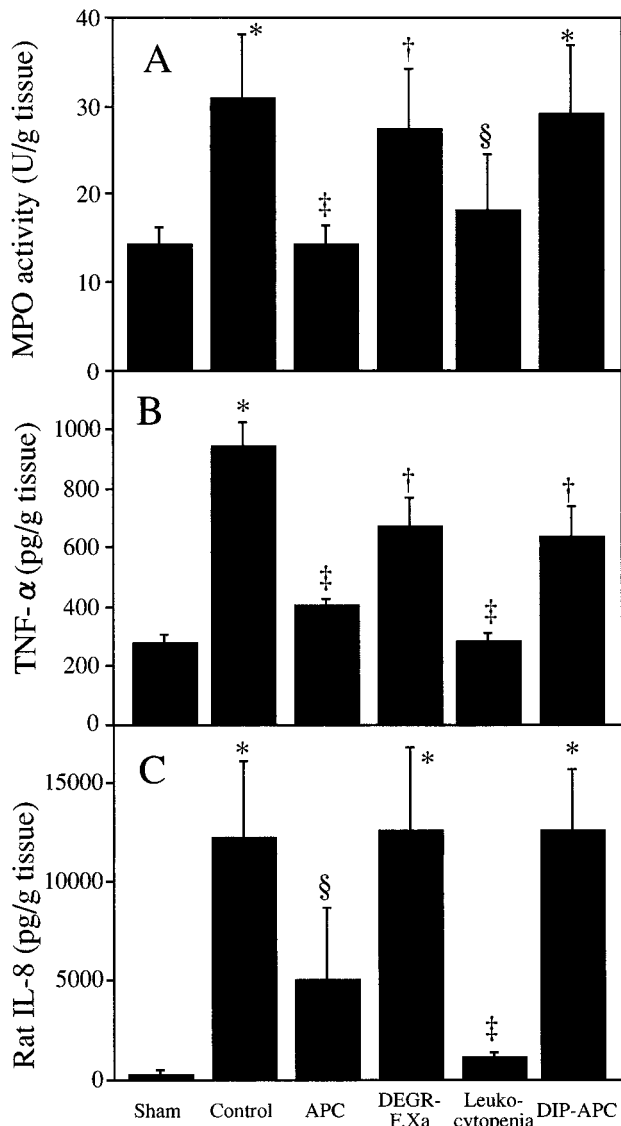 A
MPO activity (U/g tissue)
40
30
20
10
0
*
‡
†
§
*
B
TNF-α (pg/g tissue)
1000
800
600
400
200
0
*
‡
†
‡
†
C
Rat IL-8 (pg/g tissue)
15000
10000
5000
0
*
§
*
‡
*
Sham
Control
APC
DEGR-
F.Xa
Leuko-
cytopenia
DIP-APC